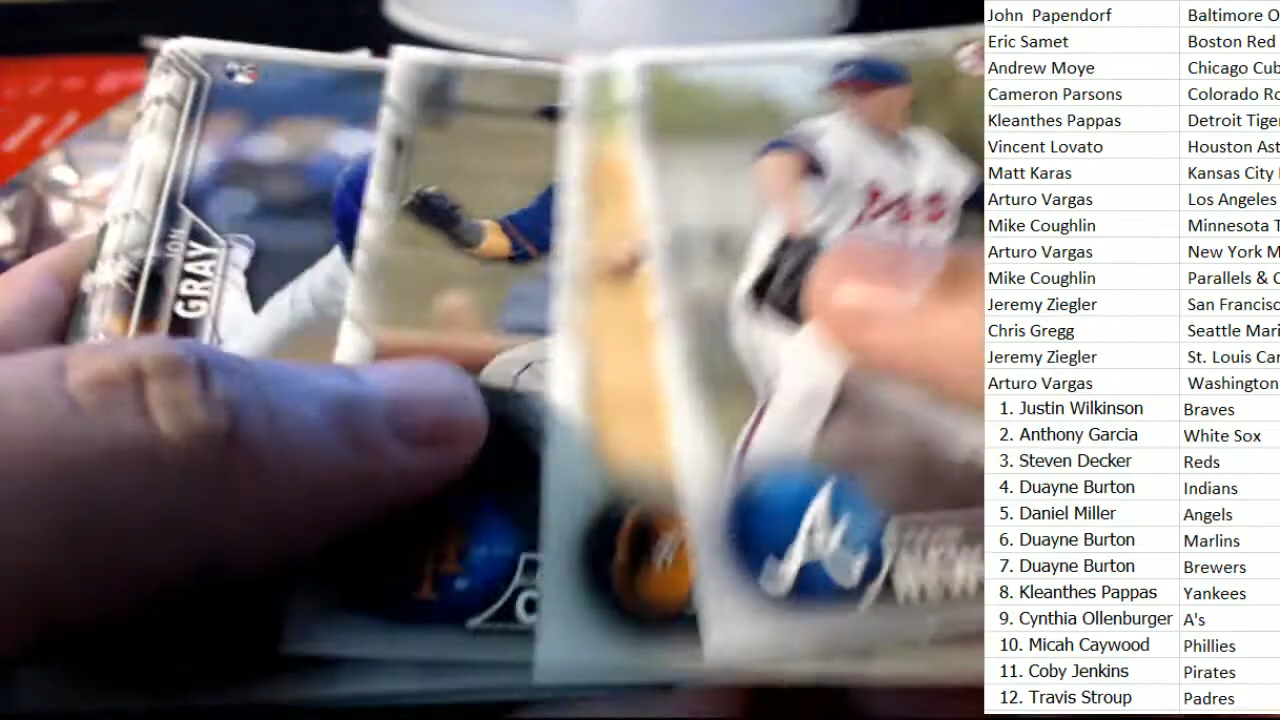 JON
GRAY
John Papendorf Baltimore O
Eric Samet Boston Red
Andrew Moye Chicago Cub
Cameron Parsons Colorado Ro
Kleanthes Pappas Detroit Tiger
Vincent Lovato Houston Ast
Matt Karas Kansas City
Arturo Vargas Los Angeles
Mike Coughlin Minnesota T
Arturo Vargas New York M
Mike Coughlin Parallels & C
Jeremy Ziegler San Francisc
Chris Gregg Seattle Mari
Jeremy Ziegler St. Louis Car
Arturo Vargas Washington
1. Justin Wilkinson Braves
2. Anthony Garcia White Sox
3. Steven Decker Reds
4. Duayne Burton Indians
5. Daniel Miller Angels
6. Duayne Burton Marlins
7. Duayne Burton Brewers
8. Kleanthes Pappas Yankees
9. Cynthia Ollenburger A's
10. Micah Caywood Phillies
11. Coby Jenkins Pirates
12. Travis Stroup Padres